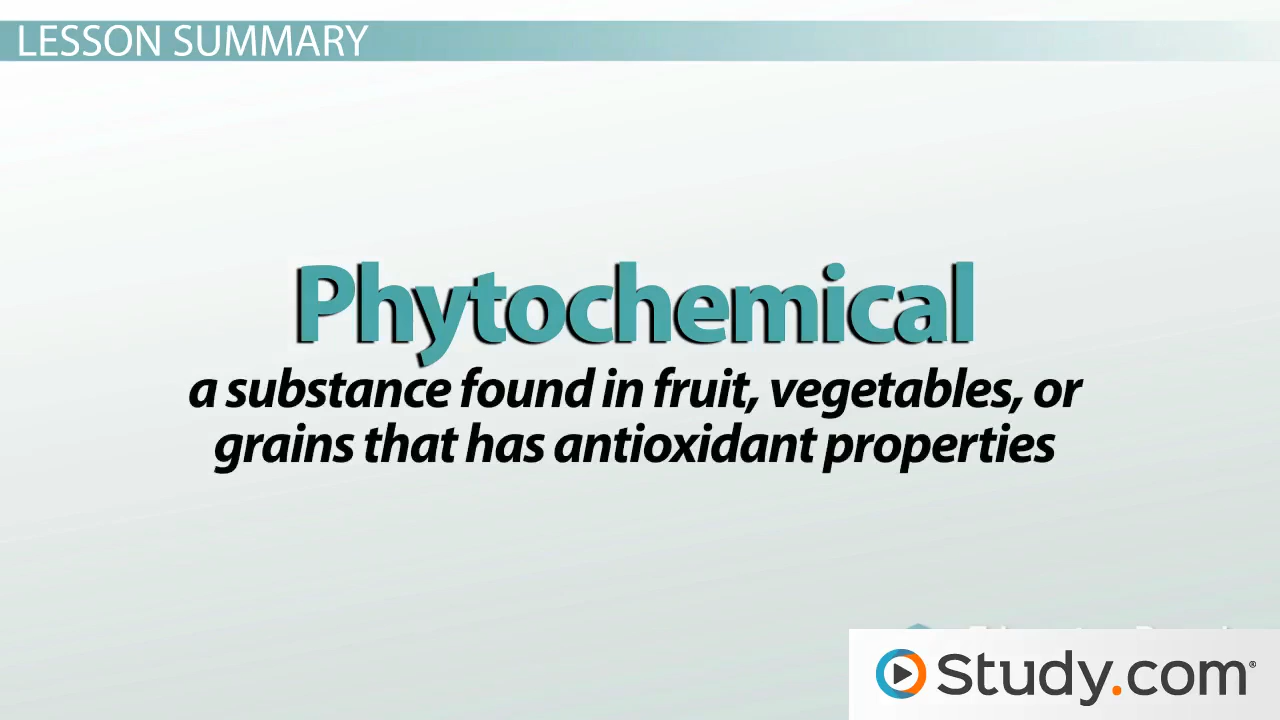 LESSON SUMMARY
Phytochemical
a substance found in fruit, vegetables, or
grains that has antioxidant properties
Study.com®